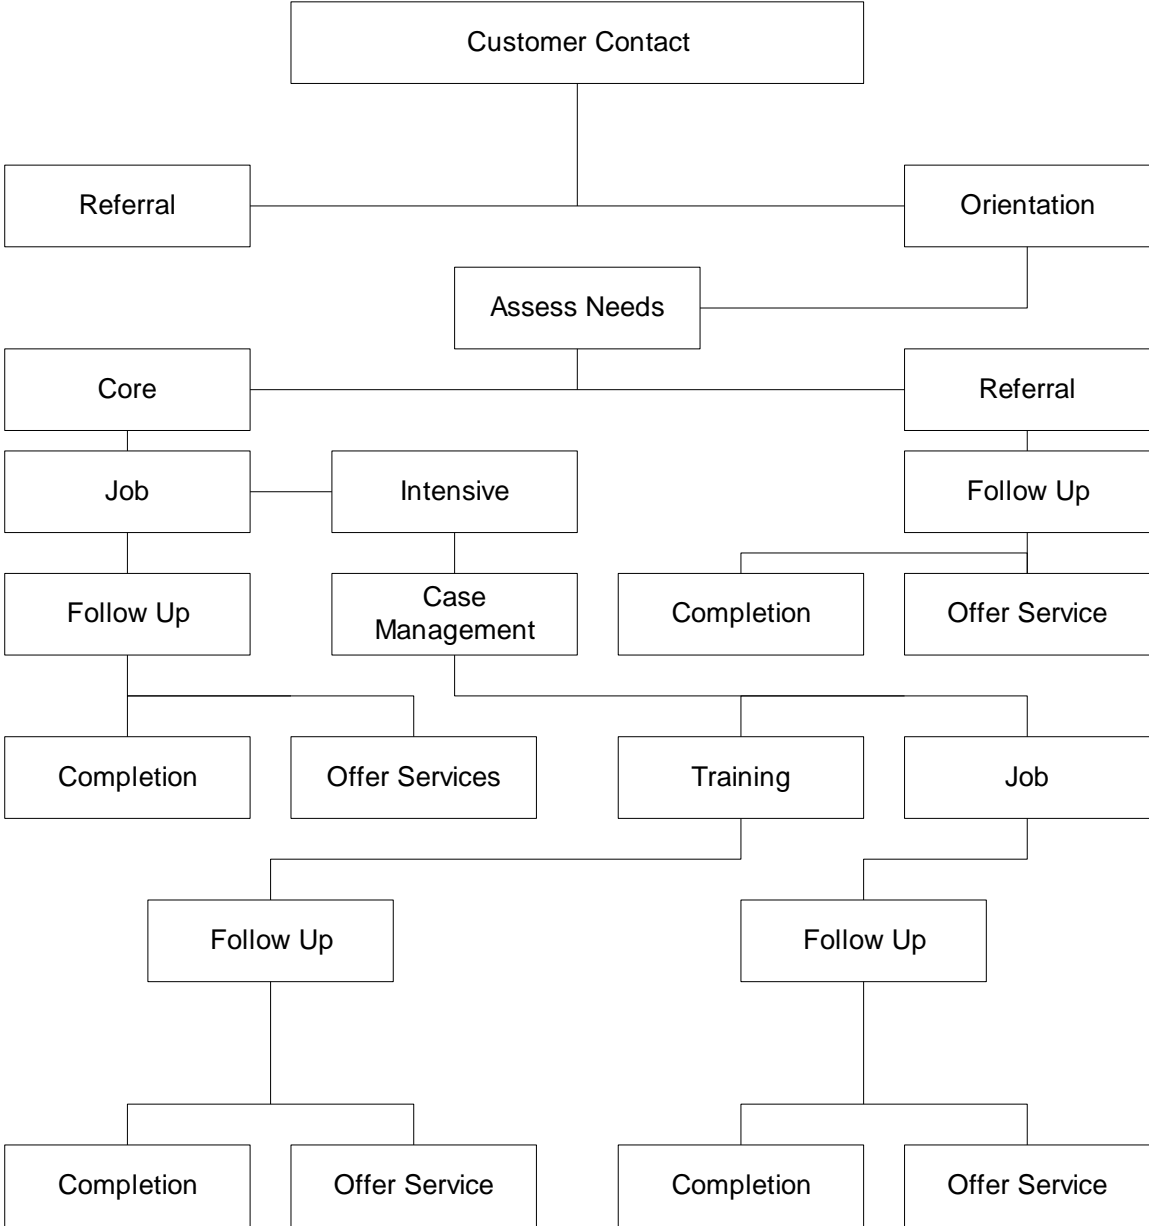 Customer Contact
Referral
Orientation
Assess Needs
Core
Referral
Job
Intensive
Follow Up
Follow Up
Case
Management
Completion
Offer Service
Completion
Offer Services
Training
Job
Follow Up
Follow Up
Completion
Offer Service
Completion
Offer Service